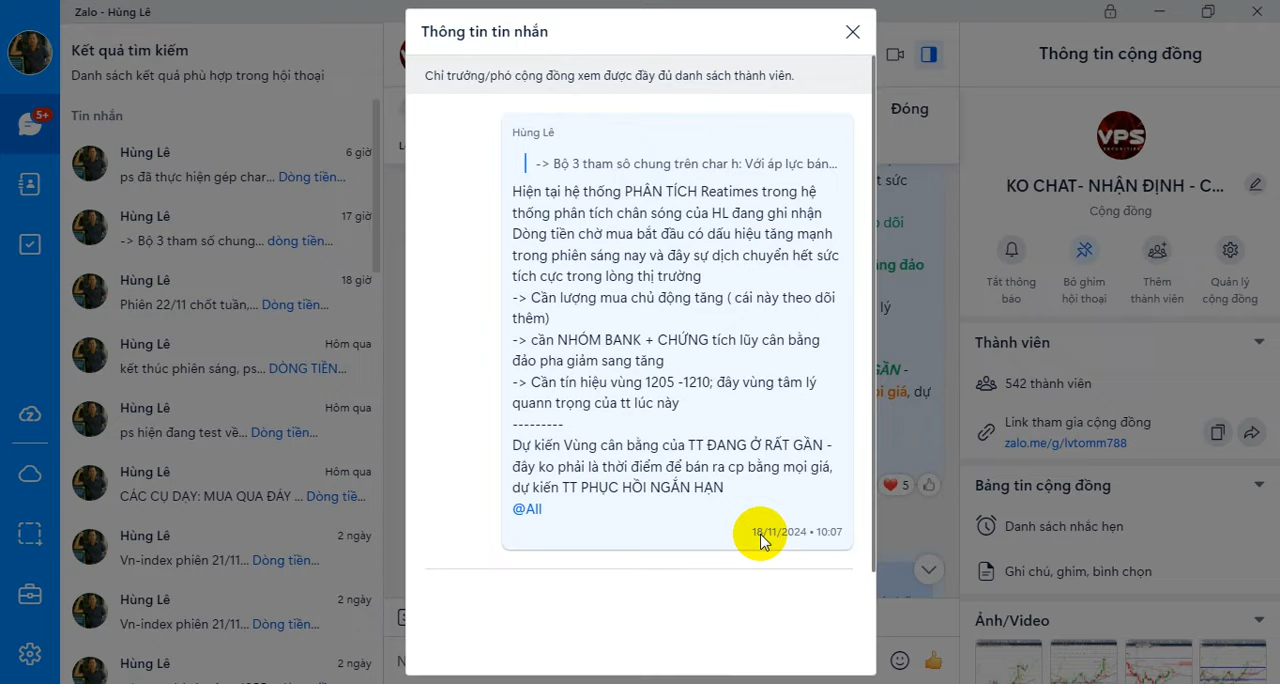 Zalo - Hùng Lê
Kết quả tìm kiếm
Danh sách kết quả phù hợp trong hội thoại
Tin nhắn
5+
Hùng Lê
6 giờ
ps đã thực hiện gép char... Dòng tiền...
Hùng Lê
17 giờ
-> Bộ 3 tham số chung... dòng tiền...
Hùng Lê
18 giờ
Phiên 22/11 chốt tuần,... Dòng tiền...
Hùng Lê
Hôm qua
kết thúc phiên sáng, ps... DÒNG TIỀN...
Hùng Lê
Hôm qua
ps hiện đang test về... Dòng tiền...
Hùng Lê
Hôm qua
CÁC CỤ DẠY: MUA QUA ĐÁY ... Dòng tiề...
Hùng Lê
2 ngày
Vn-index phiên 21/11... Dòng tiền...
Hùng Lê
2 ngày
Vn-index phiên 21/11... Dòng tiền...
Hùng Lê
2 ngày
Thông tin tin nhắn
Chỉ trưởng/phó cộng đồng xem được đầy đủ danh sách thành viên.
Hùng Lê
-> Bộ 3 tham sô chung trên char h: Với áp lực bán...
Hiện tại hệ thống PHÂN TÍCH Reatimes trong hệ
thống phân tích chân sóng của HL đang ghi nhận
Dòng tiền chờ mua bắt đầu có dấu hiệu tăng mạnh
trong phiên sáng nay và đây sự dịch chuyển hết sức
tích cực trong lòng thị trường
-> Cần lượng mua chủ động tăng ( cái này theo dõi
thêm)
-> cần NHÓM BANK + CHỨNG tích lũy cân bằng
đảo pha giảm sang tăng
-> Cần tín hiệu vùng 1205 -1210; đây vùng tâm lý
quann trọng của tt lúc này
---------
Dự kiến Vùng cân bằng của TT ĐANG Ở RẤT GẦN -
đây ko phải là thời điểm để bán ra cp bằng mọi giá,
dự kiến TT PHỤC HỒI NGẮN HẠN
@All
18/11/2024 • 10:07
Đóng
t sức
dõi
ng đảo
lý
GẦN -
ọi giá, dự
5
Thông tin cộng đồng
VPS
KO CHAT- NHẬN ĐỊNH - C...
Cộng đồng
Tắt thông
báo
Bỏ ghim
hội thoại
Thêm
thành viên
Quản lý
cộng đồng
Thành viên
542 thành viên
Link tham gia cộng đồng
zalo.me/g/lvtomm788
Bảng tin cộng đồng
Danh sách nhắc hẹn
Ghi chú, ghim, bình chọn
Ảnh/Video